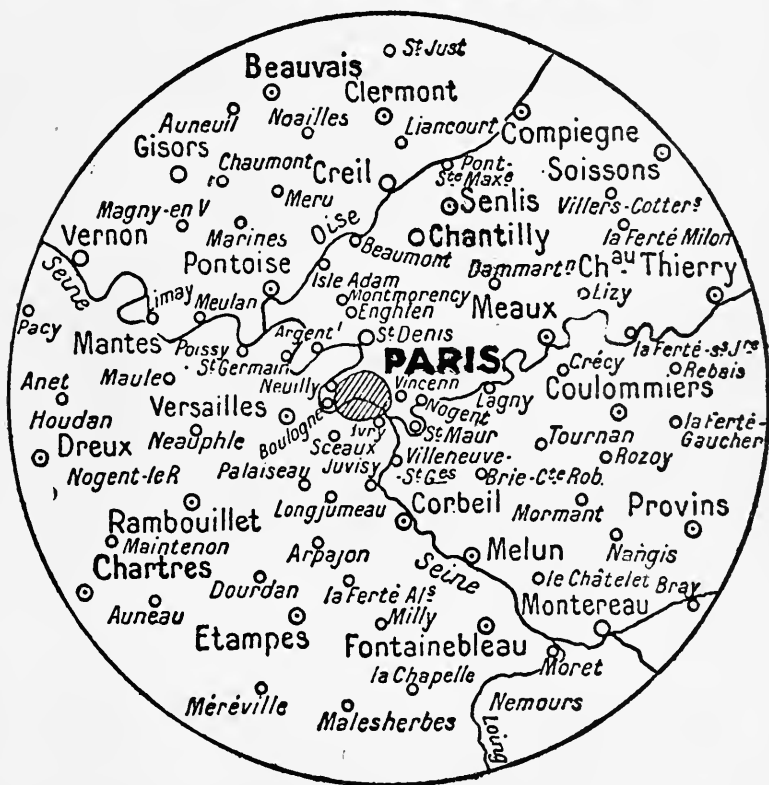 St Just
Beauvais
Clermont
Auneuil
Noailles
Liancourt
Compiegne
Gisors
Soissons
Chaumont
Creil
Pont-
Ste Maxe
Meru
Senlis
Villers-Cotters
Magny-en V
Marines
Oise
Chantilly
la Ferté Milon
Vernon
Beaumont
Pontoise
Dammartn
Chau Thierry
Seine
Isle Adam
Lizy
Limay
Meulan
Montmorency
Enghien
Meaux
Pacy
Mantes
Argentl
St Denis
Poissy
St Germain
PARIS
la Ferté-ss Jre
Crécy
Rebais
Anet
Maule
Neuilly
Vincenn
Lagny
Coulommiers
Houdan
Versailles
Boulogne
Nogent
la Ferté-
Gaucher
Ivry
St Maur
Tournan
Dreux
Neauphle
Sceaux
Villeneuve-
-St Ges
Rozoy
Nogent-le R
Palaiseau
Juvisy
Brie-Cte Rob.
Longjumeau
Corbeil
Mormant
Provins
Rambouillet
Maintenon
Arpajon
Seine
Melun
Nangis
Chartres
Dourdan
la Ferté Als
le Châtelet
Bray
Auneau
Milly
Montereau
Etampes
Fontainebleau
Moret
la Chapelle
Méréville
Malesherbes
Nemours
Loing